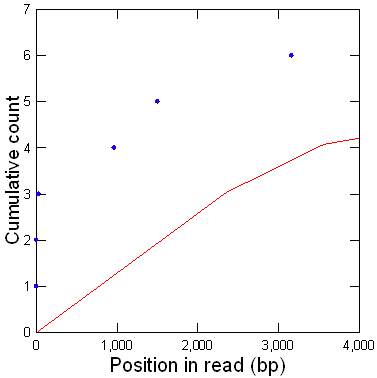 7
6
5
4
3
2
1
0
Cumulative count
0 1,000 2,000 3,000 4,000
Position in read (bp)